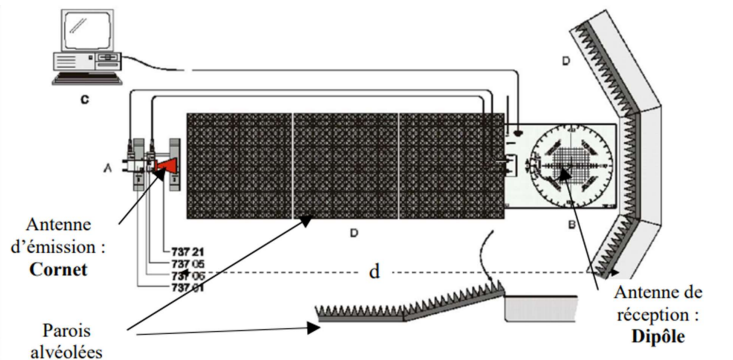 C
D
A
D
B
Antenne
d'émission :
Cornet
737 21
737 05
737 06
737 01
d
Antenne de
réception :
Dipôle
Parois
alvéolées